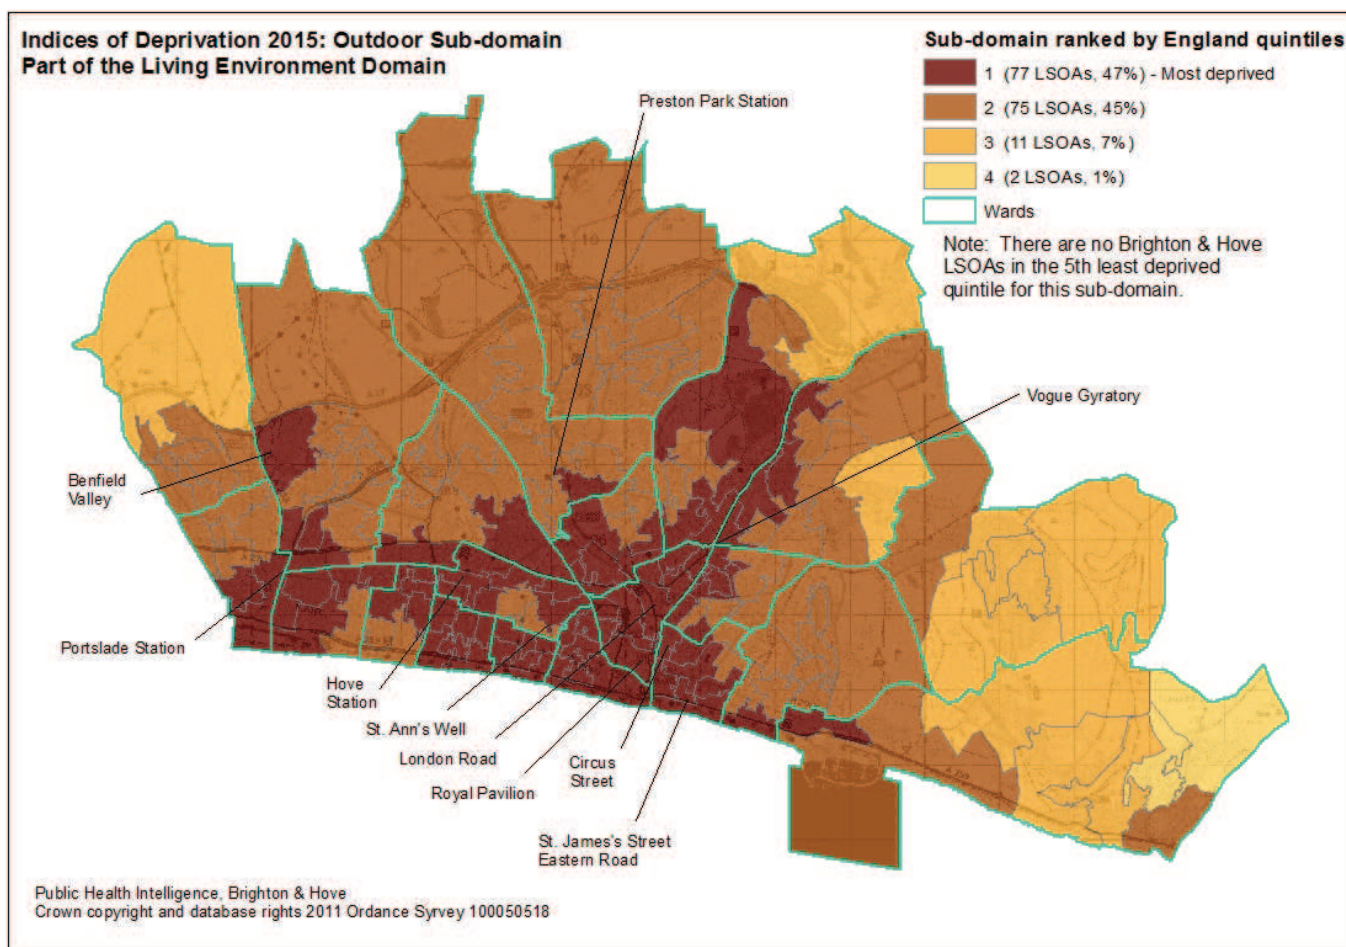 Indices of Deprivation 2015: Outdoor Sub-domain
Part of the Living Environment Domain
Sub-domain ranked by England quintiles
1 (77 LSOAs, 47%) - Most deprived
2 (75 LSOAs, 45%)
3 (11 LSOAs, 7%)
4 (2 LSOAs, 1%)
Wards
Note: There are no Brighton & Hove
LSOAs in the 5th least deprived
quintile for this sub-domain.
Preston Park Station
Vogue Gyratory
Benfield
Valley
Portslade Station
Hove
Station
St. Ann's Well
London Road
Royal Pavilion
Circus
Street
St. James's Street
Eastern Road
Public Health Intelligence, Brighton & Hove
Crown copyright and database rights 2011 Ordance Syrvey 100050518